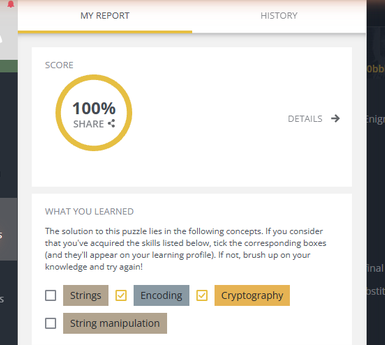 MY REPORT HISTORY
SCORE
100%
SHARE
DETAILS
WHAT YOU LEARNED
The solution to this puzzle lies in the following concepts. If you consider
that you've acquired the skills listed below, tick the corresponding boxes
(and they'll appear on your learning profile). If not, brush up on your
knowledge and try again!
Strings Encoding Cryptography
String manipulation